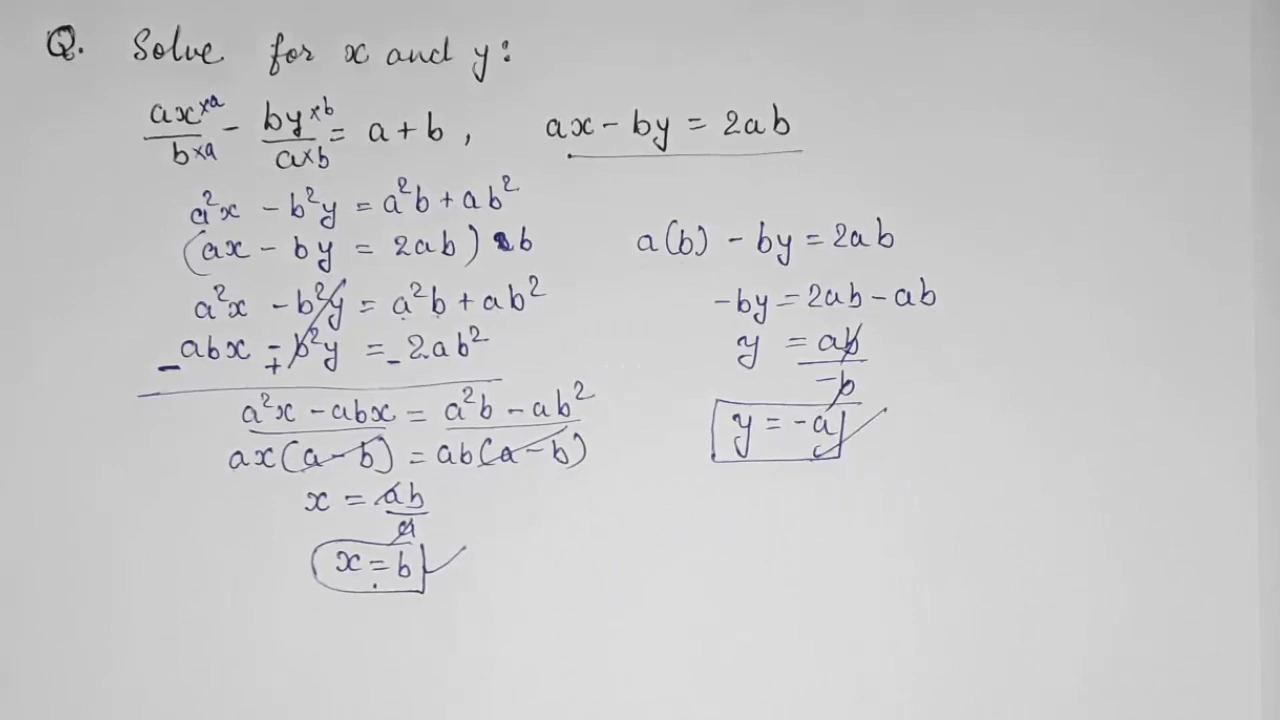 Q. Solve for x and y:
ax×a/b×a - by×b/a×b = a + b , ax - by = 2ab
a²x - b²y = a²b + ab²
(ax - by = 2ab) b
a²x - b²y = a²b + ab²
- abx - + b²y = - 2ab²
a²x - abx = a²b - ab²
ax(a - b) = ab(a - b)
x = ab/a
x = b
a(b) - by = 2ab
-by = 2ab - ab
y = ab/-b
y = -a